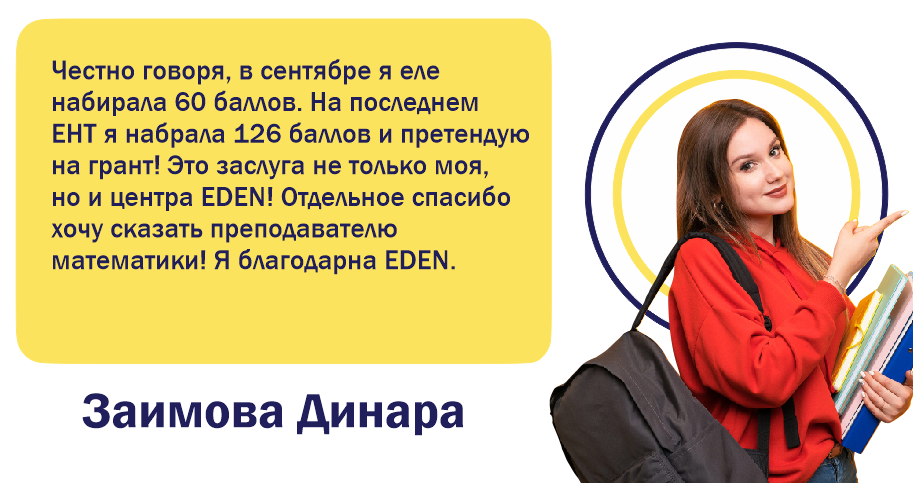 Честно говоря, в сентябре я еле
набирала 60 баллов. На последнем
ЕНТ я набрала 126 баллов и претендую
на грант! Это заслуга не только моя,
но и центра EDEN! Отдельное спасибо
хочу сказать преподавателю
математики! Я благодарна EDEN.
Заимова Динара